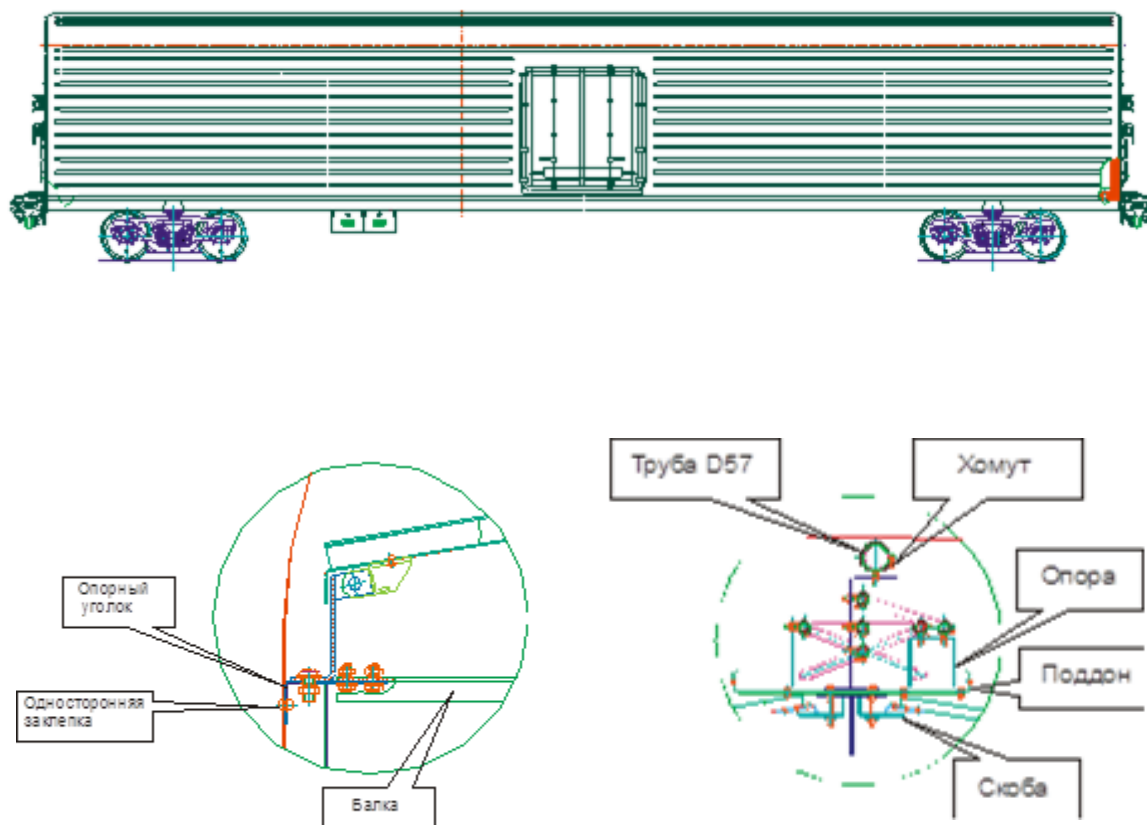 Труба D57
Хомут
Опорный
уголок
Опора
Поддон
Односторонняя
заклепка
Скоба
Балка